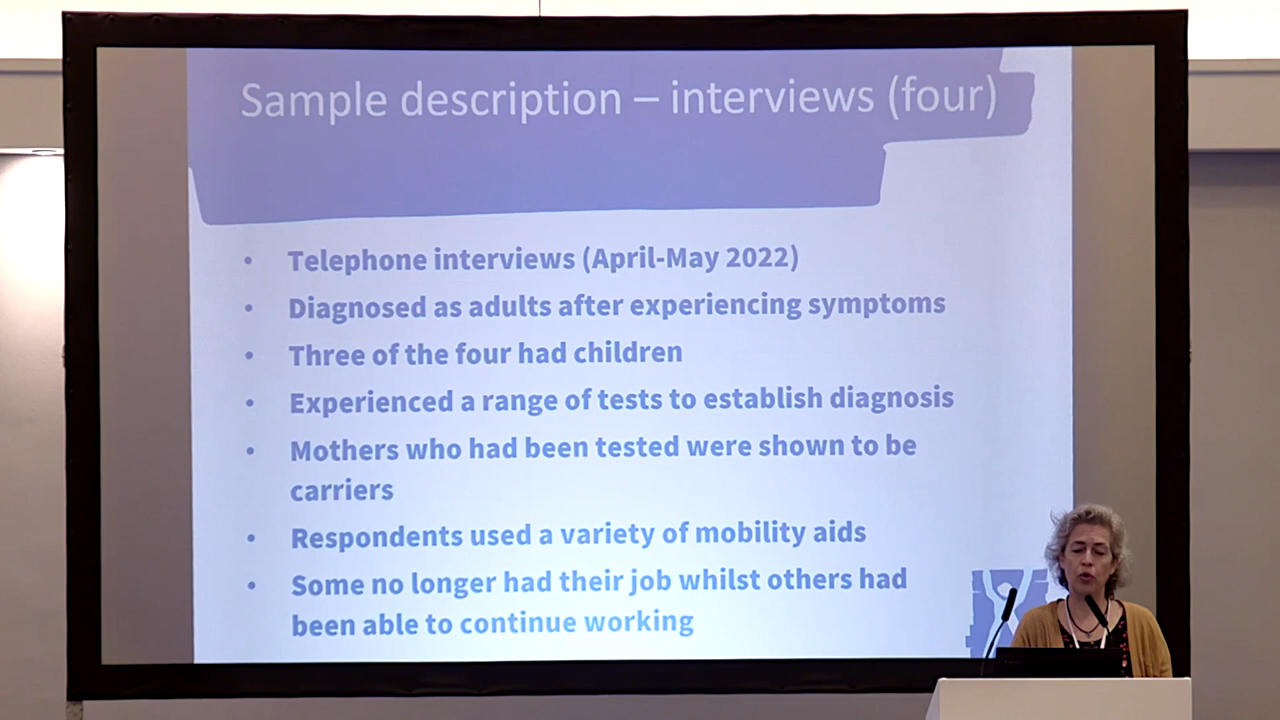 Sample description – interviews (four)
• Telephone interviews (April-May 2022)
• Diagnosed as adults after experiencing symptoms
• Three of the four had children
• Experienced a range of tests to establish diagnosis
• Mothers who had been tested were shown to be
carriers
• Respondents used a variety of mobility aids
• Some no longer had their job whilst others had
been able to continue working